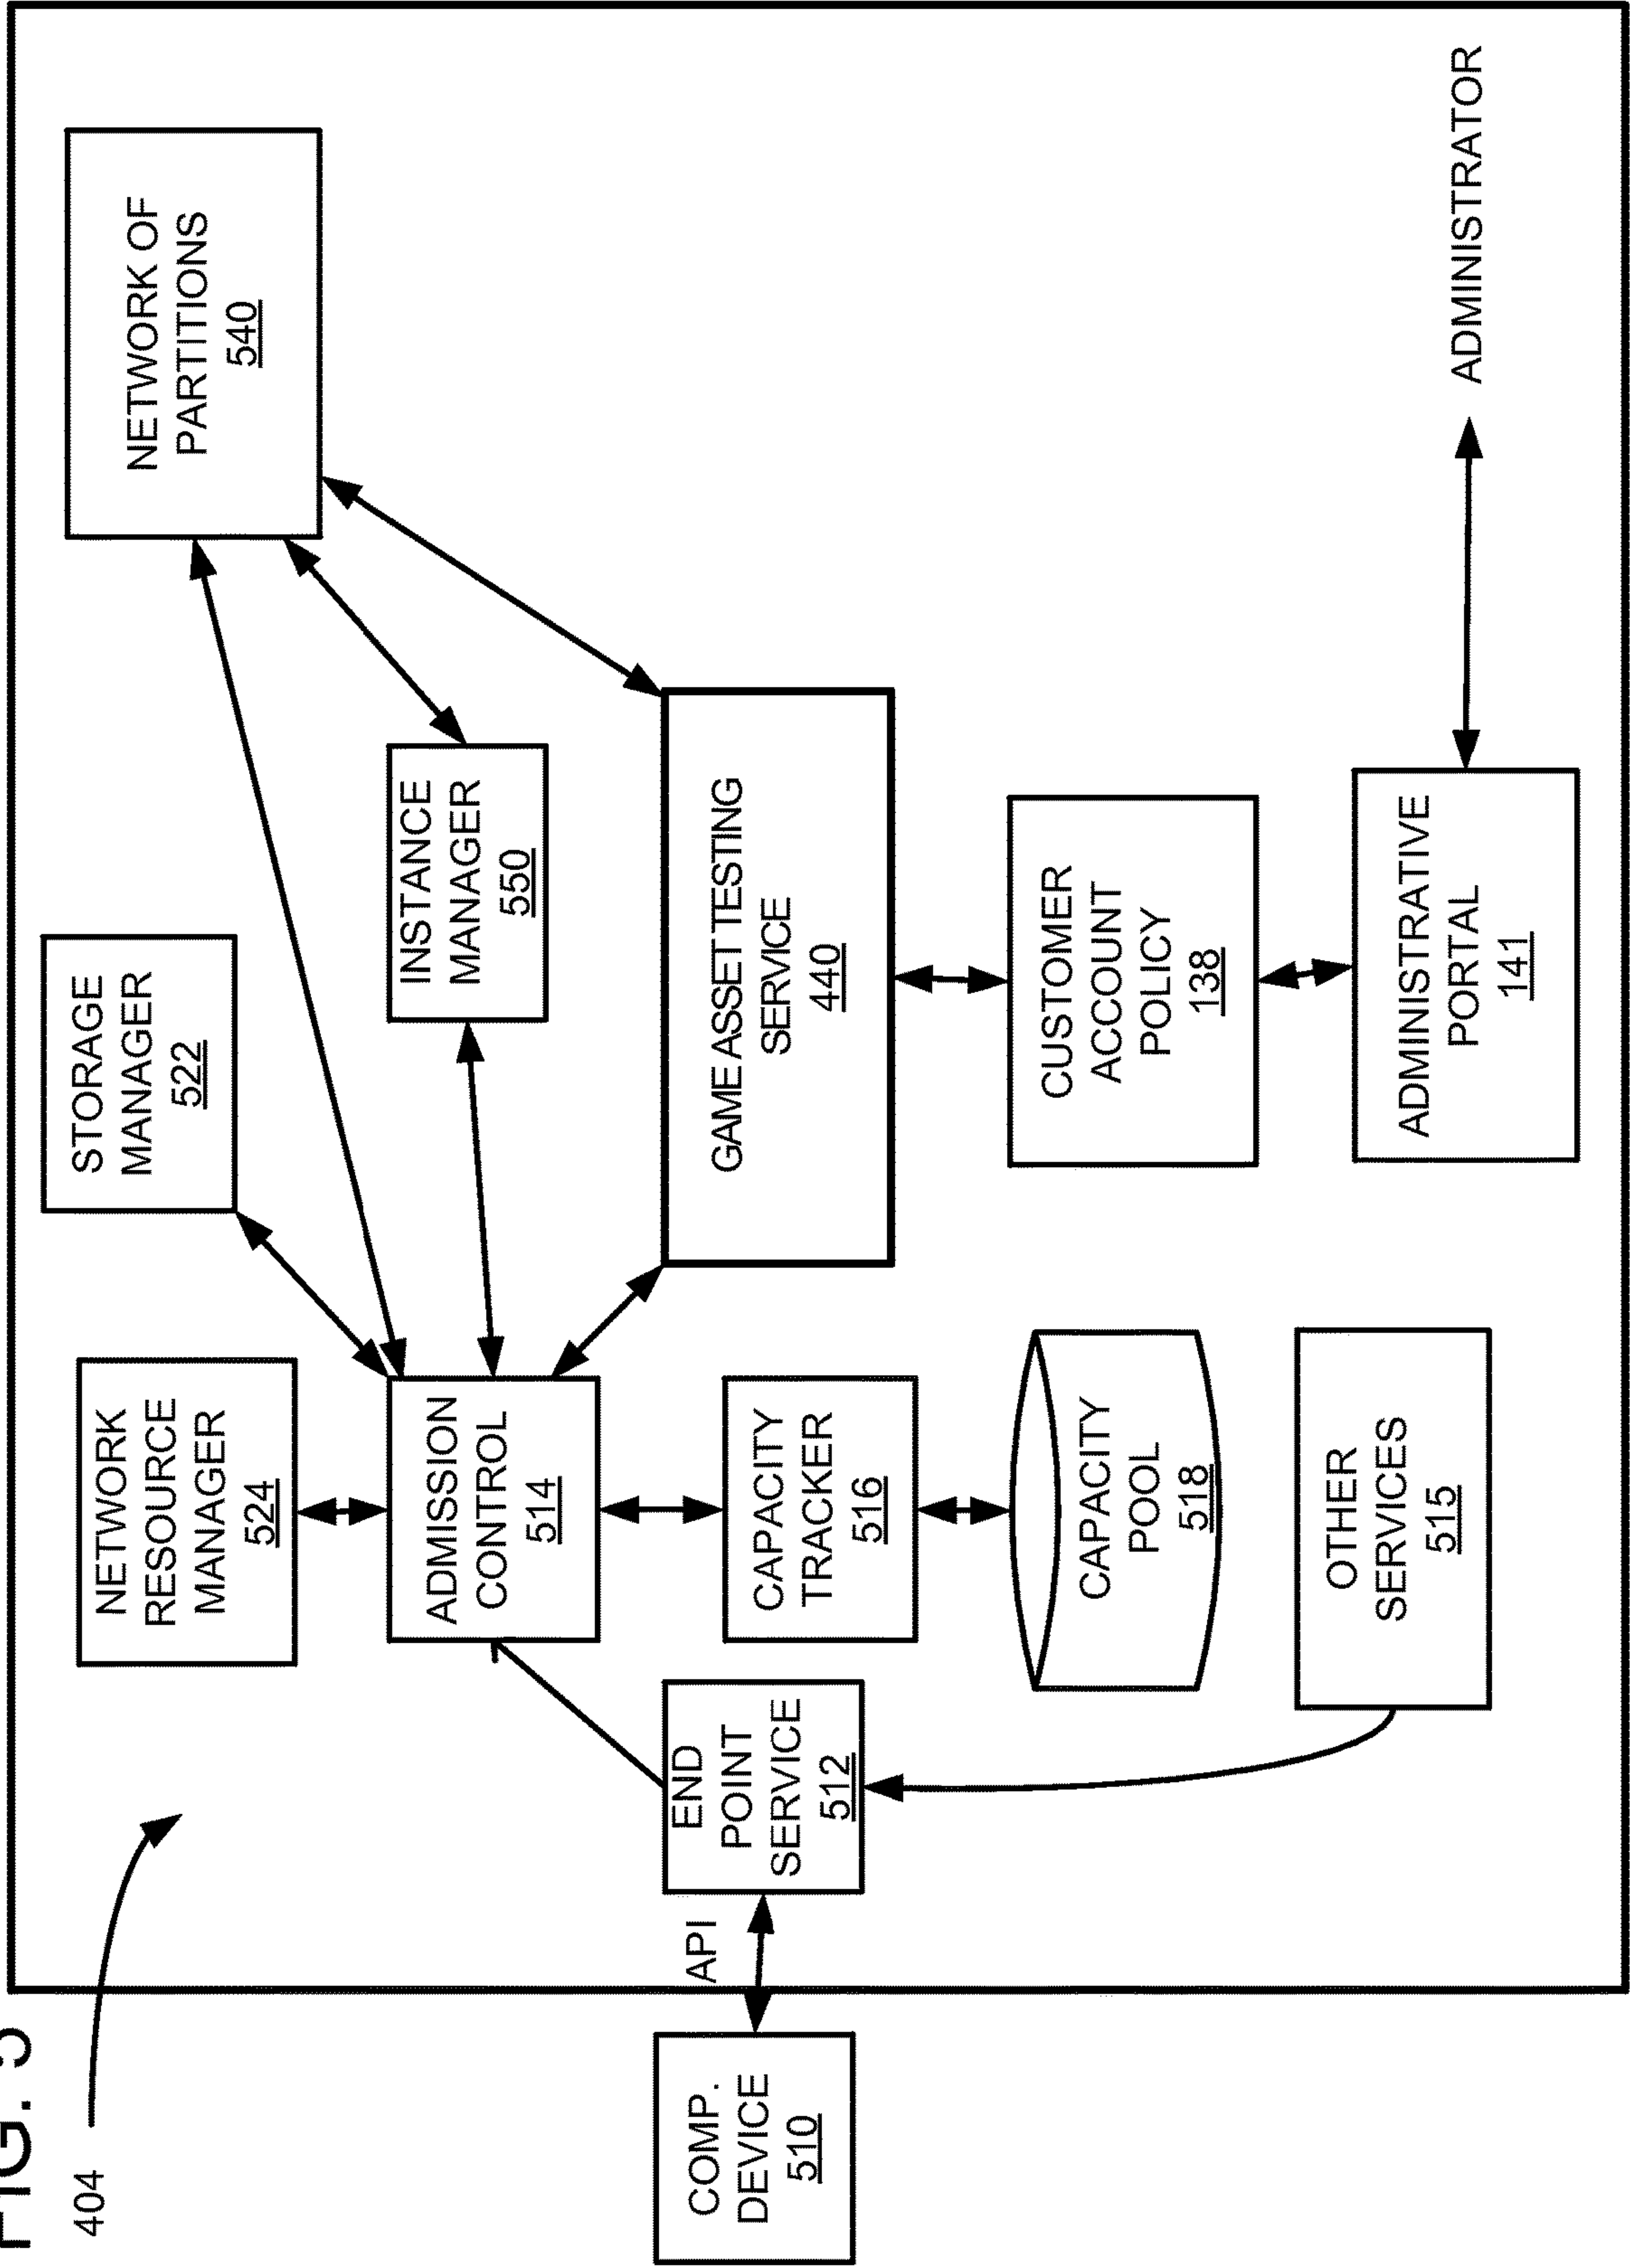 FIG. 5
404
COMP.
DEVICE
510
API
END
POINT
SERVICE
512
NETWORK
RESOURCE
MANAGER
524
ADMISSION
CONTROL
514
CAPACITY
TRACKER
516
CAPACITY
POOL
518
OTHER
SERVICES
515
STORAGE
MANAGER
522
INSTANCE
MANAGER
550
GAME ASSET TESTING
SERVICE
440
CUSTOMER
ACCOUNT
POLICY
138
ADMINISTRATIVE
PORTAL
141
NETWORK OF
PARTITIONS
540
ADMINISTRATOR